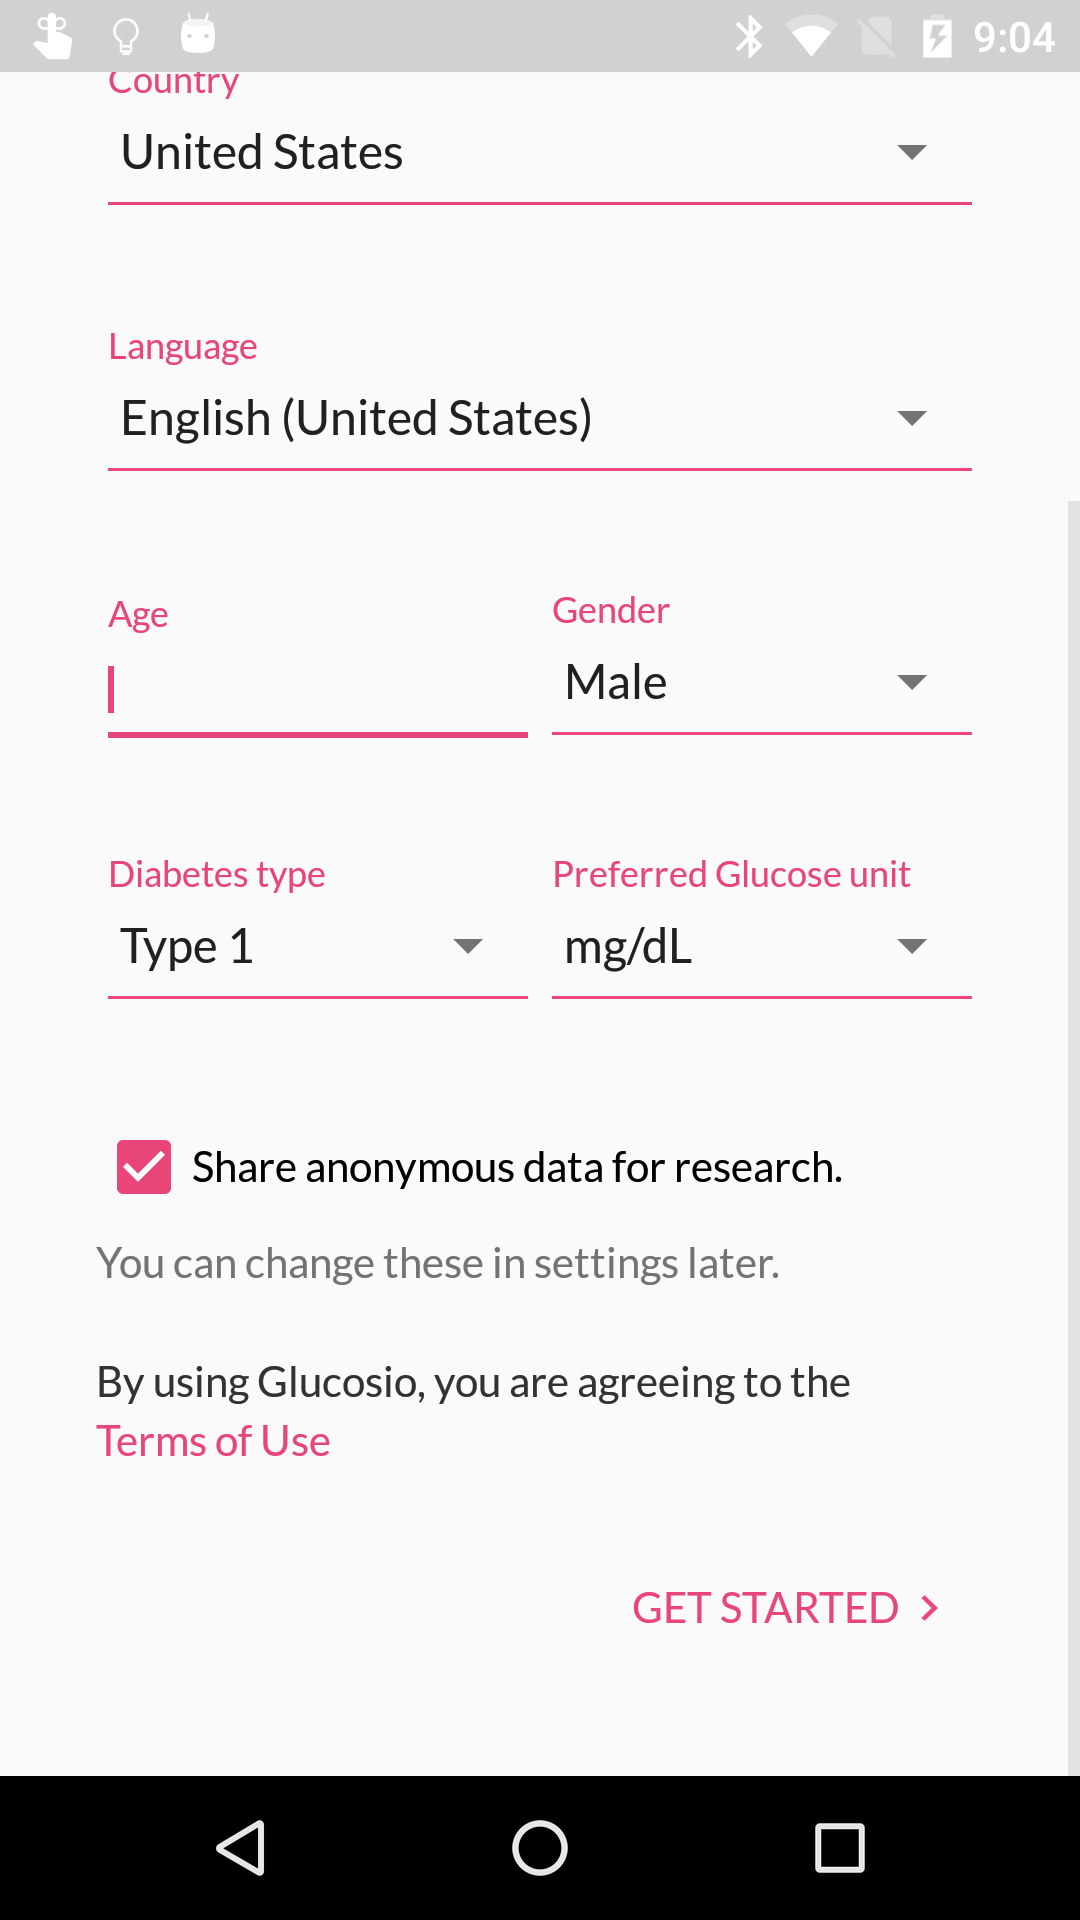 9:04
Country
United States
Language
English (United States)
Age
Gender
Male
Diabetes type
Preferred Glucose unit
Type 1
mg/dL
Share anonymous data for research.
You can change these in settings later.
By using Glucosio, you are agreeing to the
Terms of Use
GET STARTED